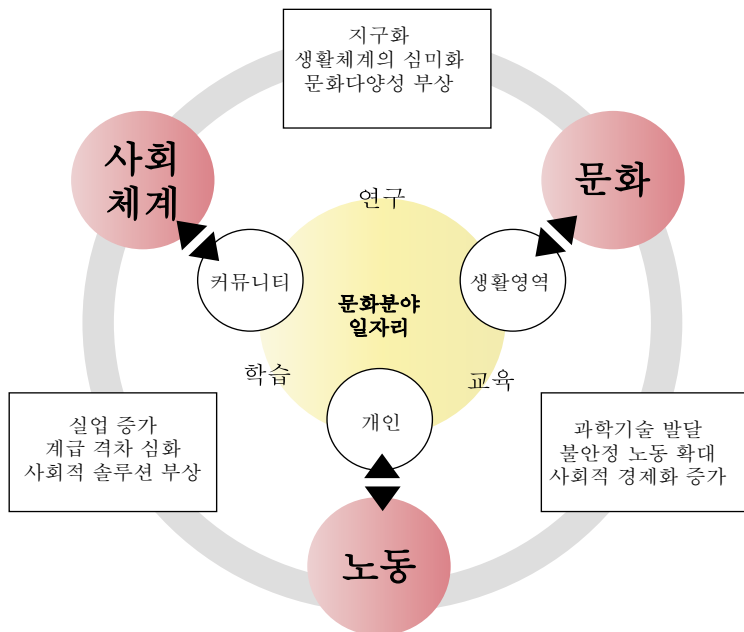 지구화
생활체계의 심미화
문화다양성 부상
사회
체계
문화
연구
커뮤니티
생활영역
문화분야
일자리
학습
교육
개인
실업 증가
계급 격차 심화
사회적 솔루션 부상
과학기술 발달
불안정 노동 확대
사회적 경제화 증가
노동